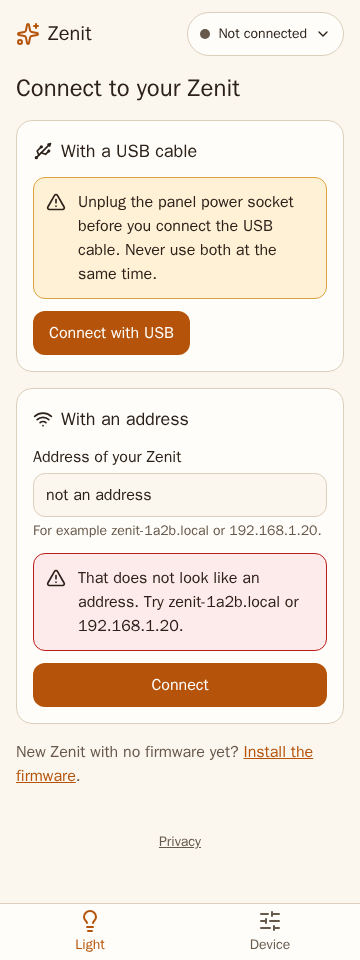 Zenit
Not connected
Connect to your Zenit
With a USB cable
Unplug the panel power socket
before you connect the USB
cable. Never use both at the
same time.
Connect with USB
With an address
Address of your Zenit
not an address
For example zenit-1a2b.local or 192.168.1.20.
That does not look like an
address. Try zenit-1a2b.local or
192.168.1.20.
Connect
New Zenit with no firmware yet? Install the
firmware.
Privacy
Light
Device